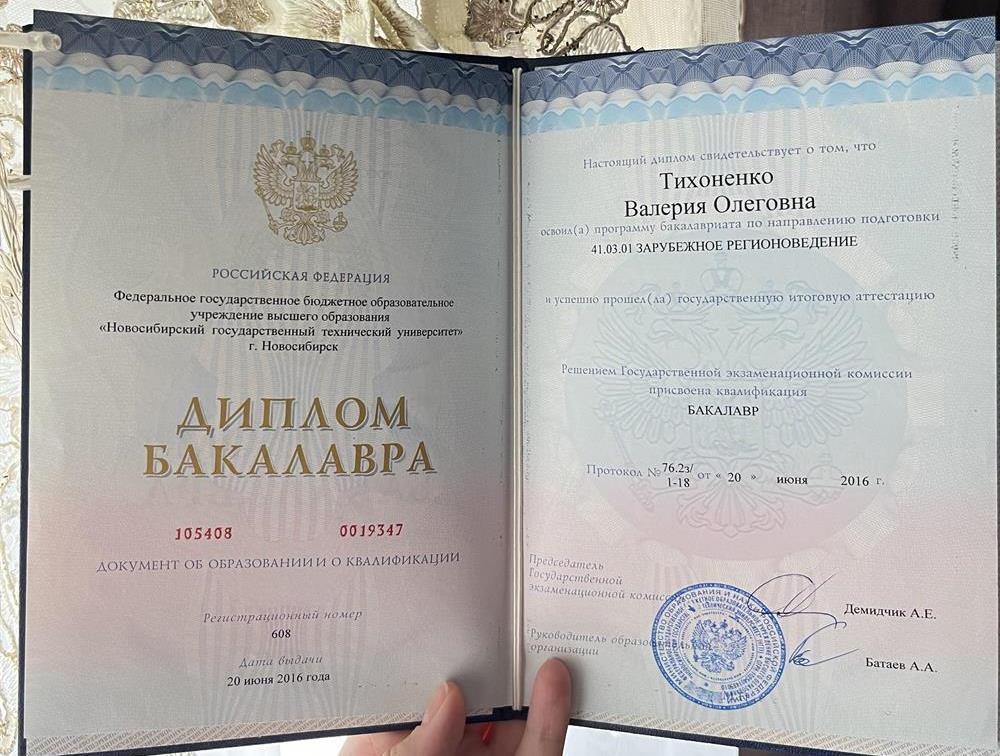 РОССИЙСКАЯ ФЕДЕРАЦИЯ
Федеральное государственное бюджетное образовательное
учреждение высшего образования
«Новосибирский государственный технический университет»
г. Новосибирск
ДИПЛОМ
БАКАЛАВРА
105408 0019347
ДОКУМЕНТ ОБ ОБРАЗОВАНИИ И О КВАЛИФИКАЦИИ
Регистрационный номер
608
Дата выдачи
20 июня 2016 года
Настоящий диплом свидетельствует о том, что
Тихоненко
Валерия Олеговна
освоил(а) программу бакалавриата по направлению подготовки
41.03.01 ЗАРУБЕЖНОЕ РЕГИОНОВЕДЕНИЕ
и успешно прошел(ла) государственную итоговую аттестацию
Решением Государственной экзаменационной комиссии
присвоена квалификация
БАКАЛАВР
Протокол № 76.2з/
1-18 от « 20 » июня 2016 г.
Председатель
Государственной
экзаменационной комиссии
Демидчик А.Е.
Руководитель образовательной
организации
Батаев А.А.